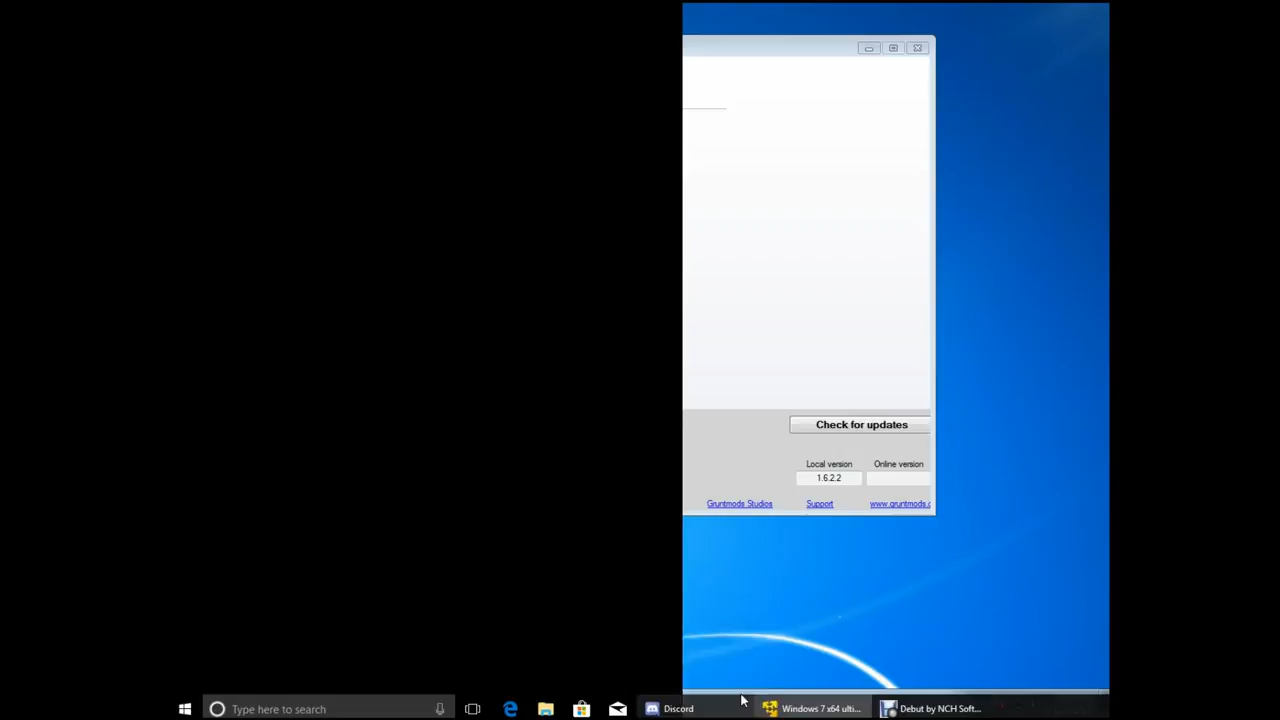 Check for updates
Local version Online version
1.6.2.2
Gruntmods Studios Support www.gruntmods.c
Type here to search Discord Windows 7 x64 ulti... Debut by NCH Soft...